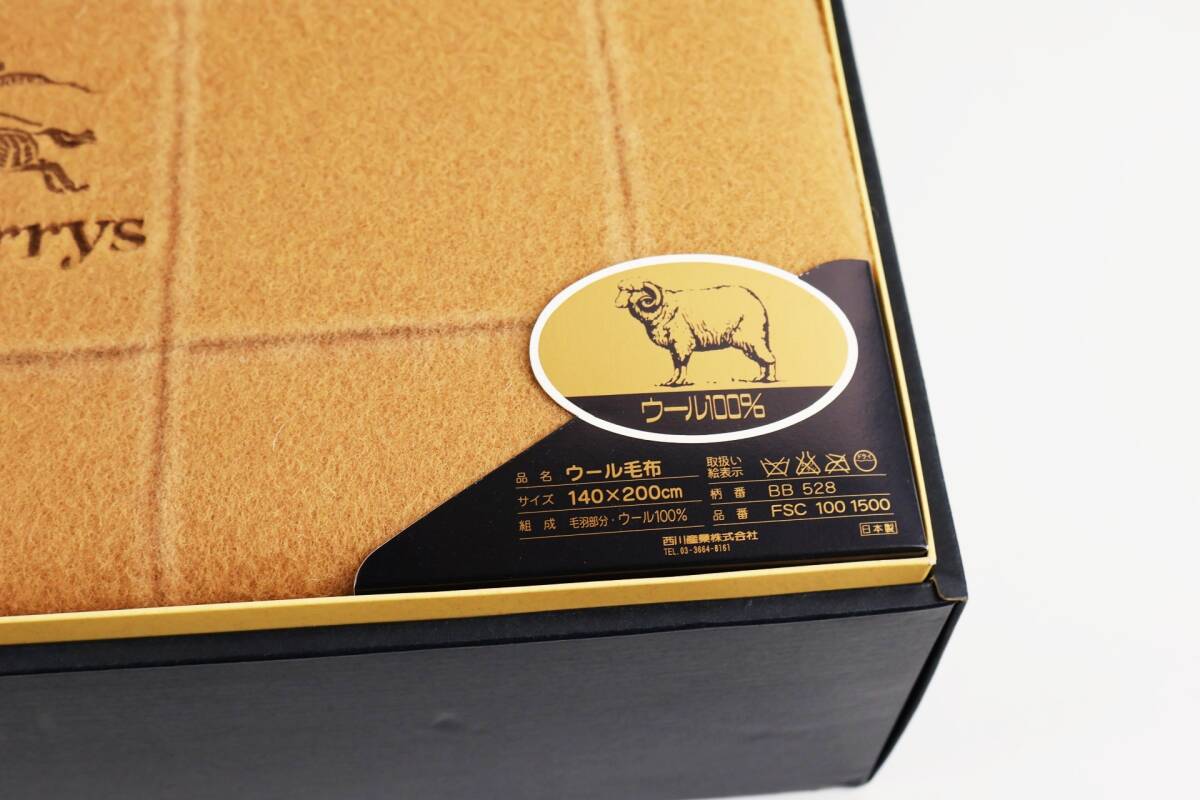 rrys
ウール100%
品名 ウール毛布
サイズ 140×200cm
組成 毛羽部分・ウール100%
取扱い
絵表示 ドライ
柄番 BB 528
品番 FSC 100 1500
西川産業株式会社
TEL.03-3664-8161
日本製